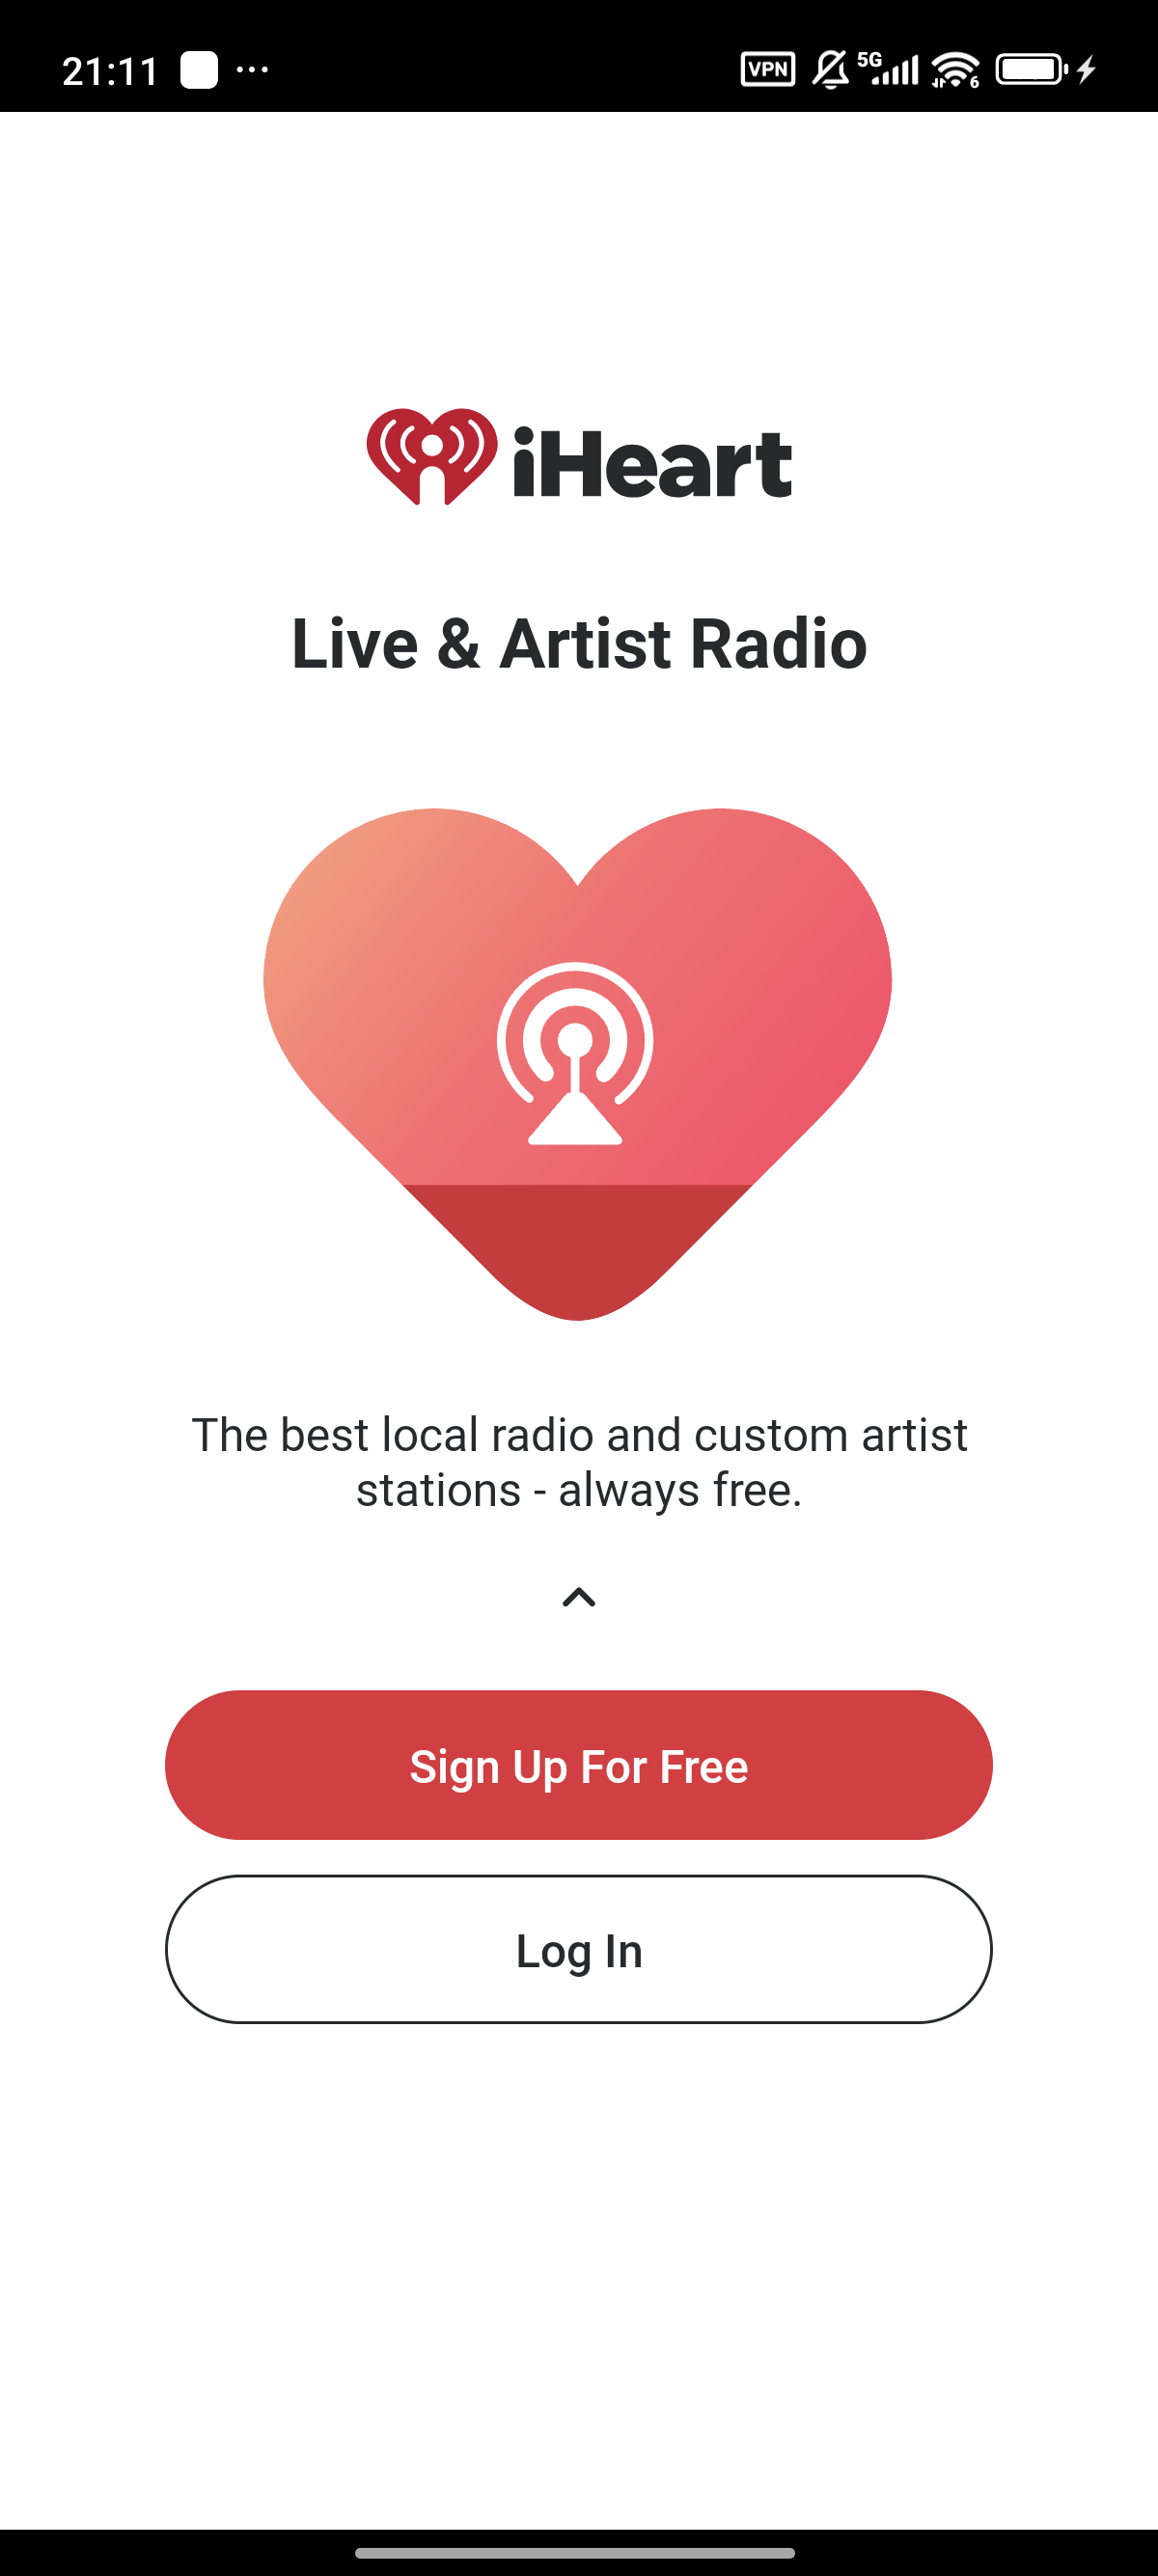 21:11
VPN
5G
6
iHeart
Live & Artist Radio
The best local radio and custom artist
stations - always free.
Sign Up For Free
Log In